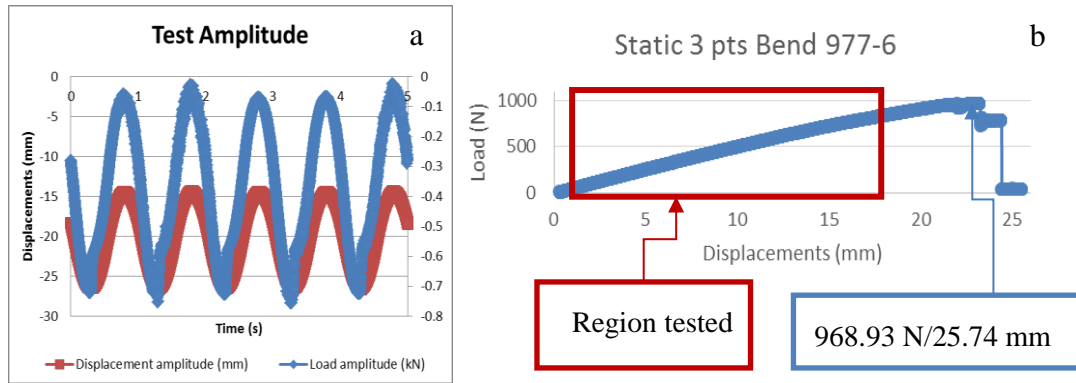 Test Amplitude
a
0
-5
-10
-15
-20
-25
-30
Displacements (mm)
0 1 2 3 4 5
0
-0.1
-0.2
-0.3
-0.4
-0.5
-0.6
-0.7
-0.8
Time (s)
Displacement amplitude (mm)
Load amplitude (kN)
b
Static 3 pts Bend 977-6
1000
500
0
Load (N)
0 5 10 15 20 25
Displacements (mm)
Region tested
968.93 N/25.74 mm